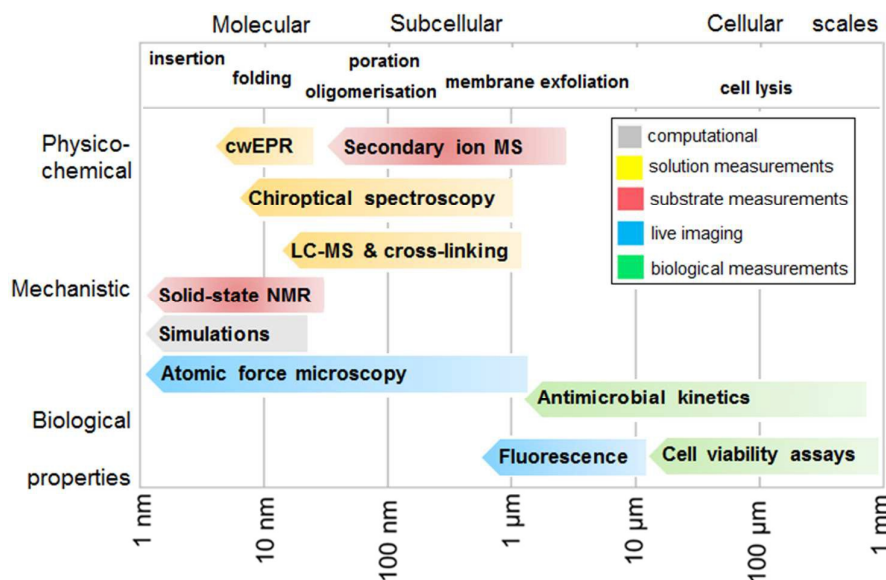 Molecular Subcellular Cellular scales
insertion
folding
poration
oligomerisation
membrane exfoliation
cell lysis
Physico-
chemical
Mechanistic
Biological
properties
cwEPR
Secondary ion MS
Chiroptical spectroscopy
LC-MS & cross-linking
Solid-state NMR
Simulations
Atomic force microscopy
Antimicrobial kinetics
Fluorescence
Cell viability assays
computational
solution measurements
substrate measurements
live imaging
biological measurements
1 nm
10 nm
100 nm
1 µm
10 µm
100 µm
1 mm